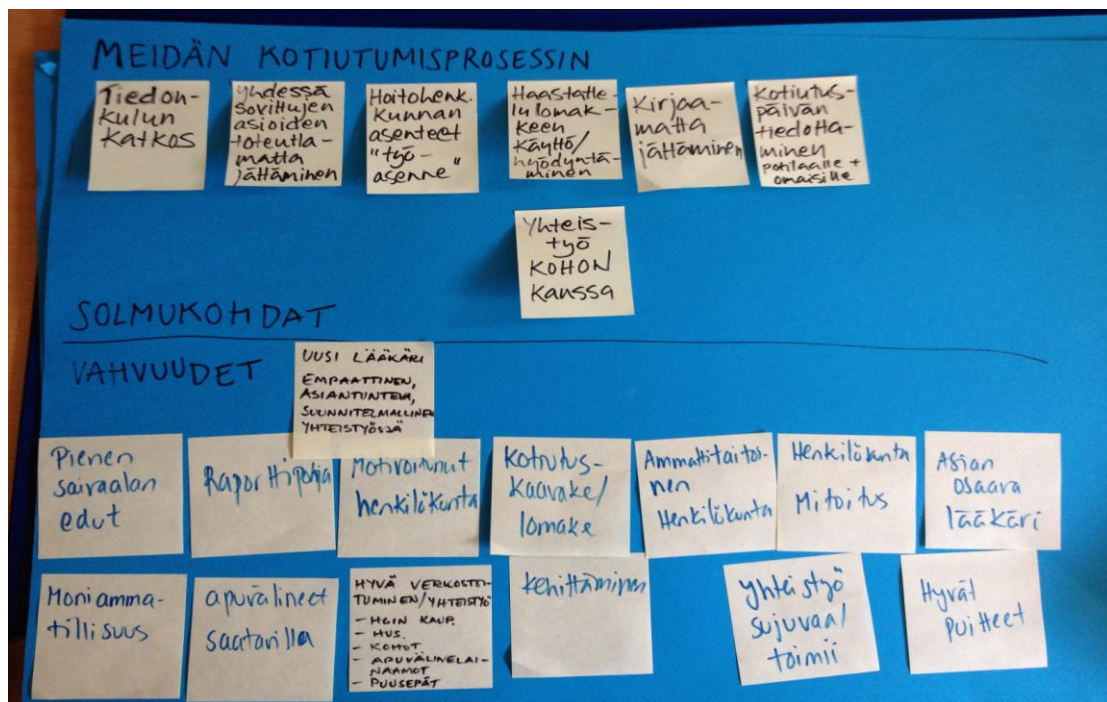 MEIDÄN KOTIUTUMISPROSESSIN
Tiedon-
kulun
katkos
yhdessä
sovittujen
asioiden
toteutta-
matta
jättäminen
Hoitohenk.
kunnan
asenteet
"työ-
asenne"
Haastatte-
lulomak-
keen
käyttö/
hyödyntä-
minen
Kirjaa-
matta
jättäminen
Kotiutus-
päivän
tiedotta-
minen
potilaalle +
omaisille
Yhteis-
työ
KOHON
kanssa
SOLMUKOHDAT
VAHVUUDET
UUSI LÄÄKÄRI
EMPAATTINEN,
ASIANTUNTEVA,
SUUNNITELMALLINEN
YHTEISTYÖSSÄ
Pienen
sairaalan
edut
Raporttipohja
Motivoitunut
henkilökunta
Kotiutus-
kaavake/
lomake
Ammattitaitoi-
nen
Henkilökunta
Henkilökunta
Mitoitus
Asian
osaava
lääkäri
Moniamma-
tillisuus
apuvälineet
saatavilla
HYVÄ VERKOSTOI-
TUMINEN/YHTEISTYÖ
- HGIN KAUP.
- HUS.
- KOHOT
- APUVÄLINELAI-
NAAMOT
- PUUSEPÄT
kehittäminen
yhteistyö
sujuvaa/
toimii
Hyvät
puitteet